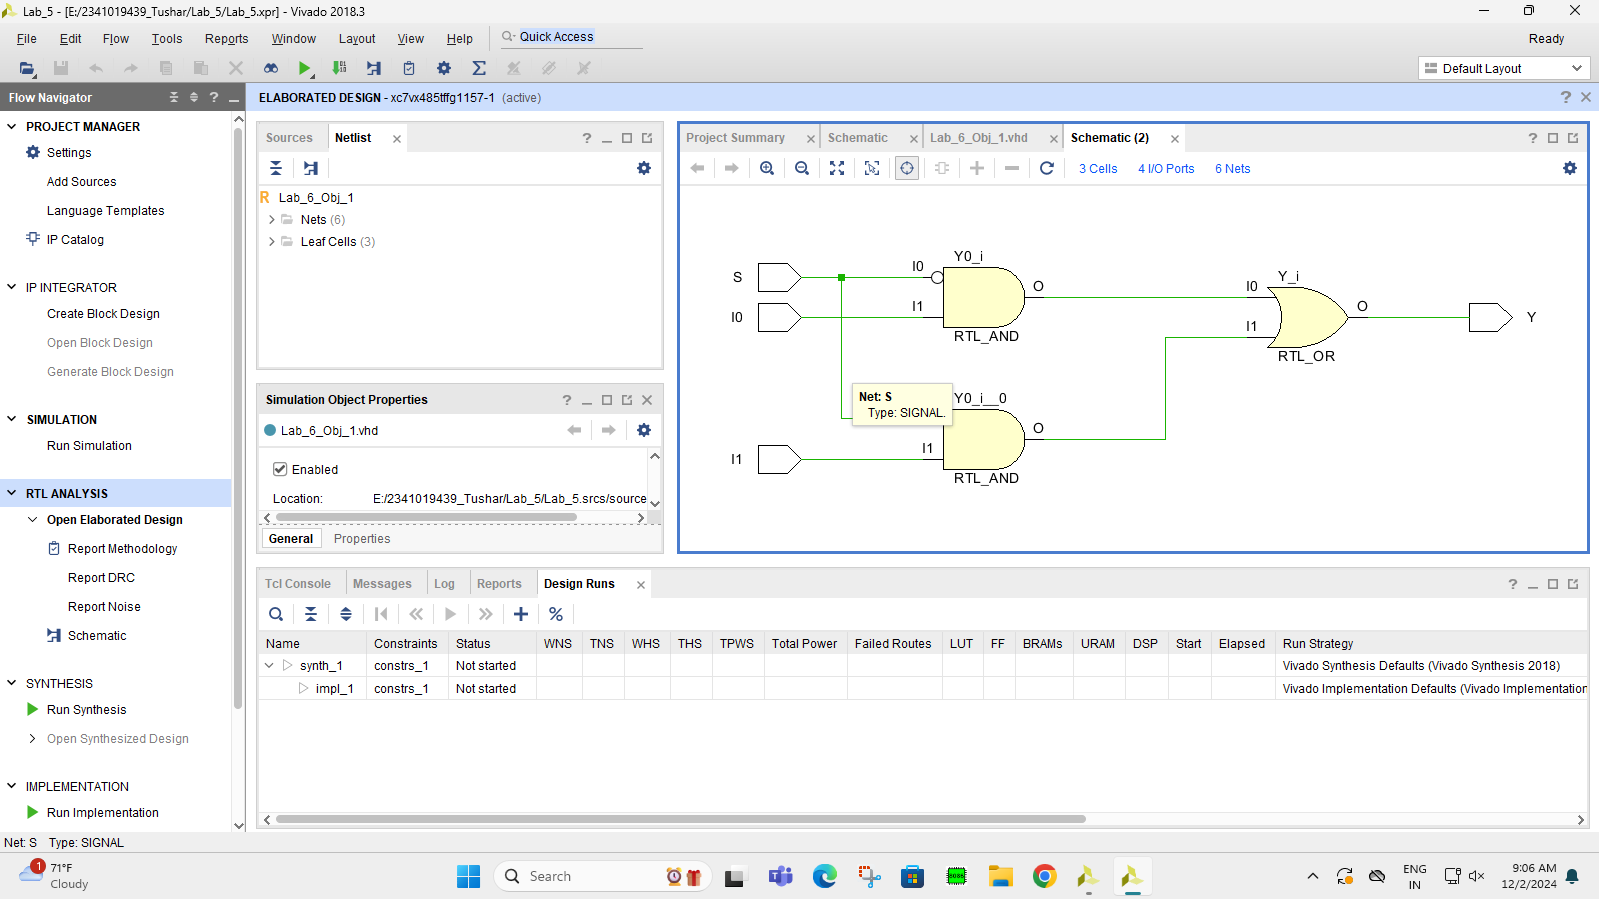 Lab_5 - [E:/2341019439_Tushar/Lab_5/Lab_5.xpr] - Vivado 2018.3
File Edit Flow Tools Reports Window Layout View Help Quick Access Ready
Default Layout
Flow Navigator
PROJECT MANAGER
Settings
Add Sources
Language Templates
IP Catalog
IP INTEGRATOR
Create Block Design
Open Block Design
Generate Block Design
SIMULATION
Run Simulation
RTL ANALYSIS
Open Elaborated Design
Report Methodology
Report DRC
Report Noise
Schematic
SYNTHESIS
Run Synthesis
Open Synthesized Design
IMPLEMENTATION
Run Implementation
ELABORATED DESIGN - xc7vx485tffg1157-1 (active)
Sources Netlist
Lab_6_Obj_1
Nets (6)
Leaf Cells (3)
Simulation Object Properties
Lab_6_Obj_1.vhd
Enabled
Location: E:/2341019439_Tushar/Lab_5/Lab_5.srcs/source
General Properties
Project Summary Schematic Lab_6_Obj_1.vhd Schematic (2)
3 Cells 4 I/O Ports 6 Nets
Y0_i
S I0 O
I0 I1
RTL_AND
Y_i
I0 O Y
I1
RTL_OR
Net: S
Type: SIGNAL.
Y0_i__0
O
I1 I1
RTL_AND
Tcl Console Messages Log Reports Design Runs
Name Constraints Status WNS TNS WHS THS TPWS Total Power Failed Routes LUT FF BRAMs URAM DSP Start Elapsed Run Strategy
synth_1 constrs_1 Not started Vivado Synthesis Defaults (Vivado Synthesis 2018)
impl_1 constrs_1 Not started Vivado Implementation Defaults (Vivado Implementation
Net: S Type: SIGNAL
1
71°F
Cloudy
Search
8086
ENG
IN
9:06 AM
12/2/2024